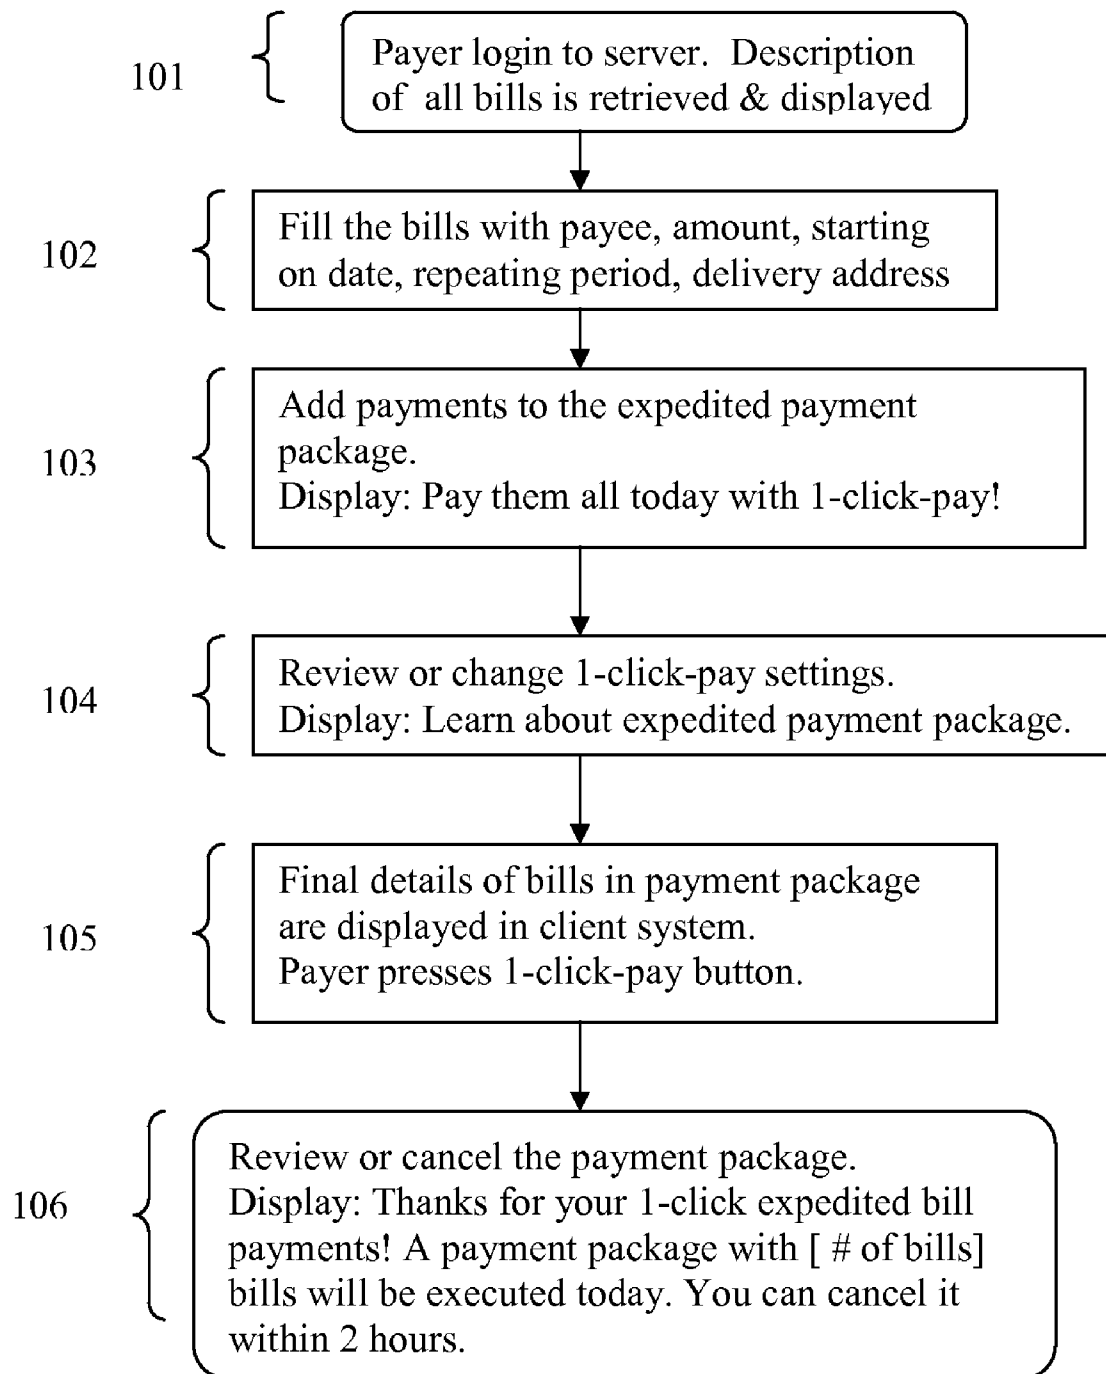 101
Payer login to server. Description
of all bills is retrieved & displayed
102
Fill the bills with payee, amount, starting
on date, repeating period, delivery address
103
Add payments to the expedited payment
package.
Display: Pay them all today with 1-click-pay!
104
Review or change 1-click-pay settings.
Display: Learn about expedited payment package.
105
Final details of bills in payment package
are displayed in client system.
Payer presses 1-click-pay button.
106
Review or cancel the payment package.
Display: Thanks for your 1-click expedited bill
payments! A payment package with [ # of bills]
bills will be executed today. You can cancel it
within 2 hours.